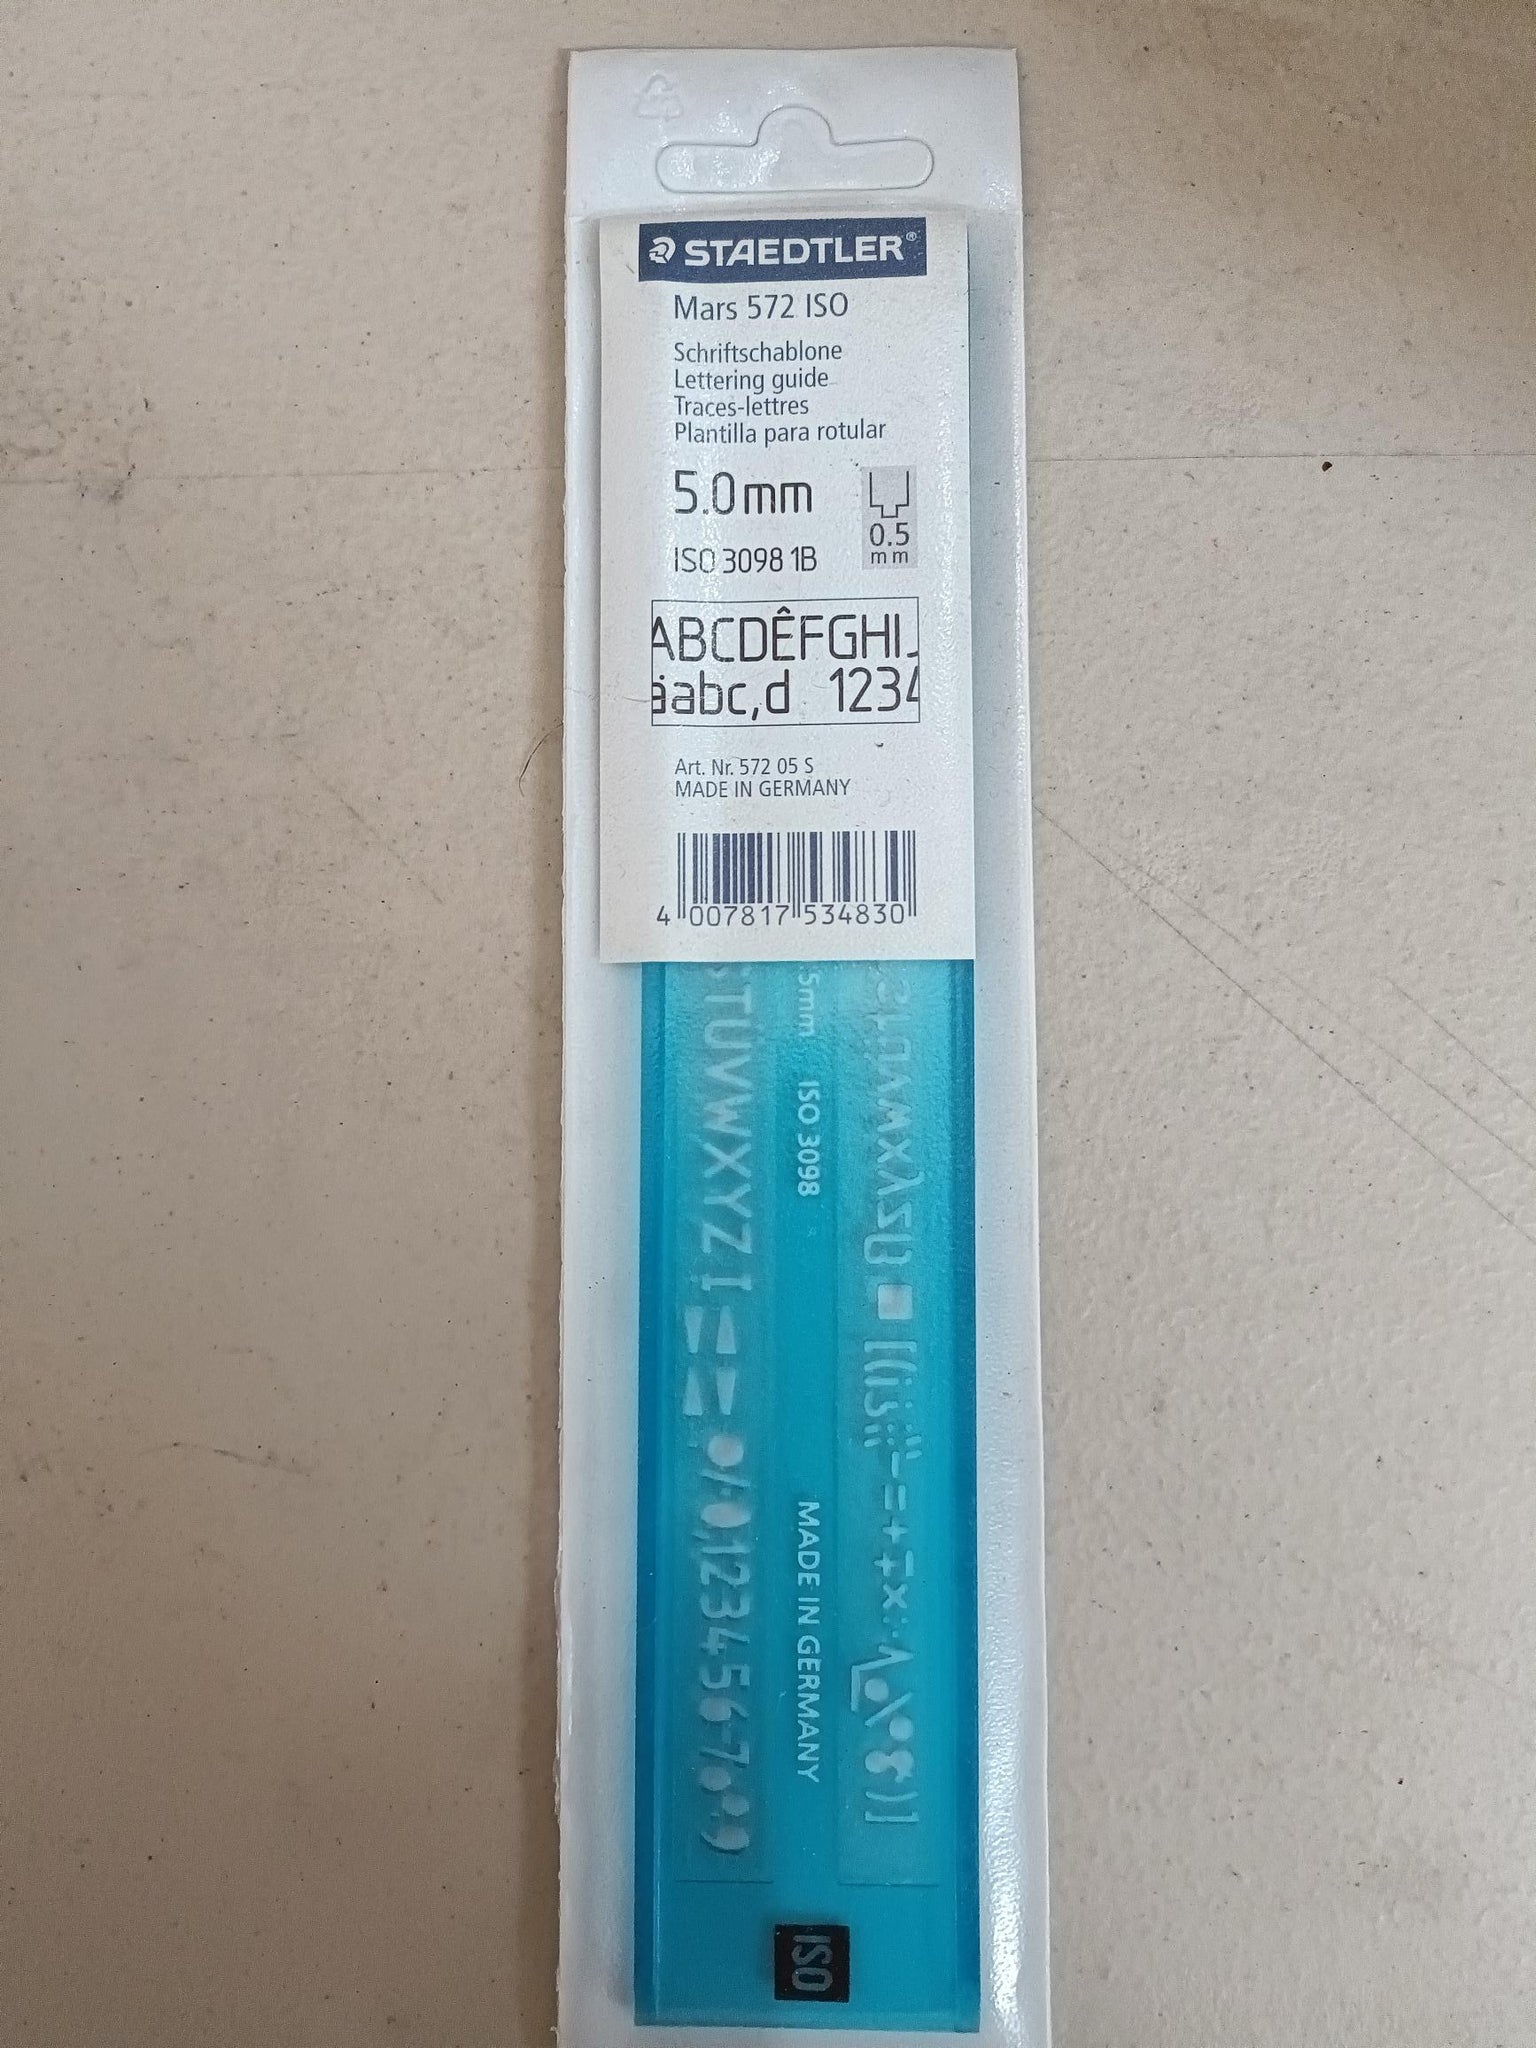 STAEDTLER®
Mars 572 ISO
Schriftschablone
Lettering guide
Traces-lettres
Plantilla para rotular
5.0mm
0.5
mm
ISO 3098 1B
ABCDÊFGHIJ
äabc,d 1234
Art. Nr. 572 05 S
MADE IN GERMANY
4 007817 534830
STUVWXYZ
5mm ISO 3098
MADE IN GERMANY
ISO